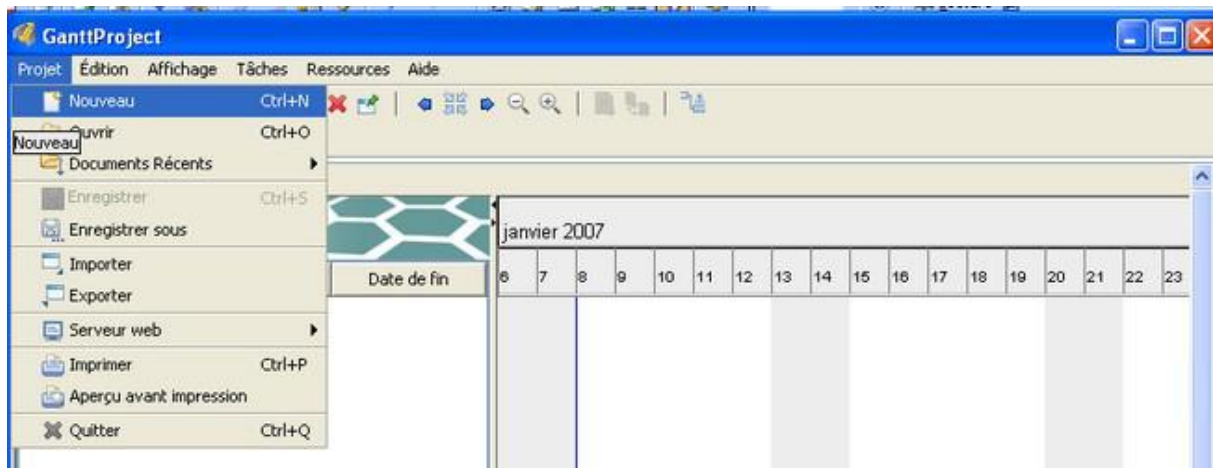 GanttProject
Projet Édition Affichage Tâches Ressources Aide
Nouveau Ctrl+N
Ouvrir Ctrl+O
Nouveau
Documents Récents
Enregistrer Ctrl+S
Enregistrer sous
Importer
Exporter
Serveur web
Imprimer Ctrl+P
Aperçu avant impression
Quitter Ctrl+Q
janvier 2007
Date de fin 6 7 8 9 10 11 12 13 14 15 16 17 18 19 20 21 22 23